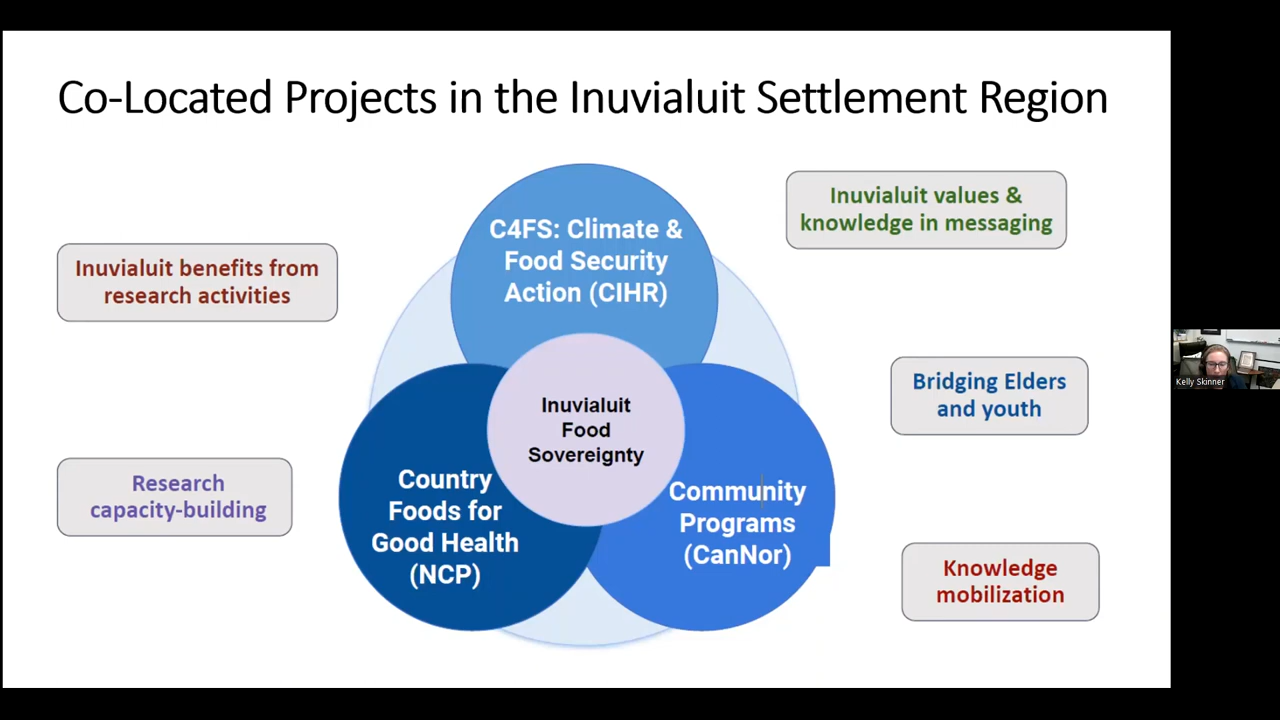 Co-Located Projects in the Inuvialuit Settlement Region
Inuvialuit benefits from
research activities
Research
capacity-building
C4FS: Climate &
Food Security
Action (CIHR)
Inuvialuit
Food
Sovereignty
Country
Foods for
Good Health
(NCP)
Community
Programs
(CanNor)
Inuvialuit values &
knowledge in messaging
Bridging Elders
and youth
Knowledge
mobilization
Kelly Skinner